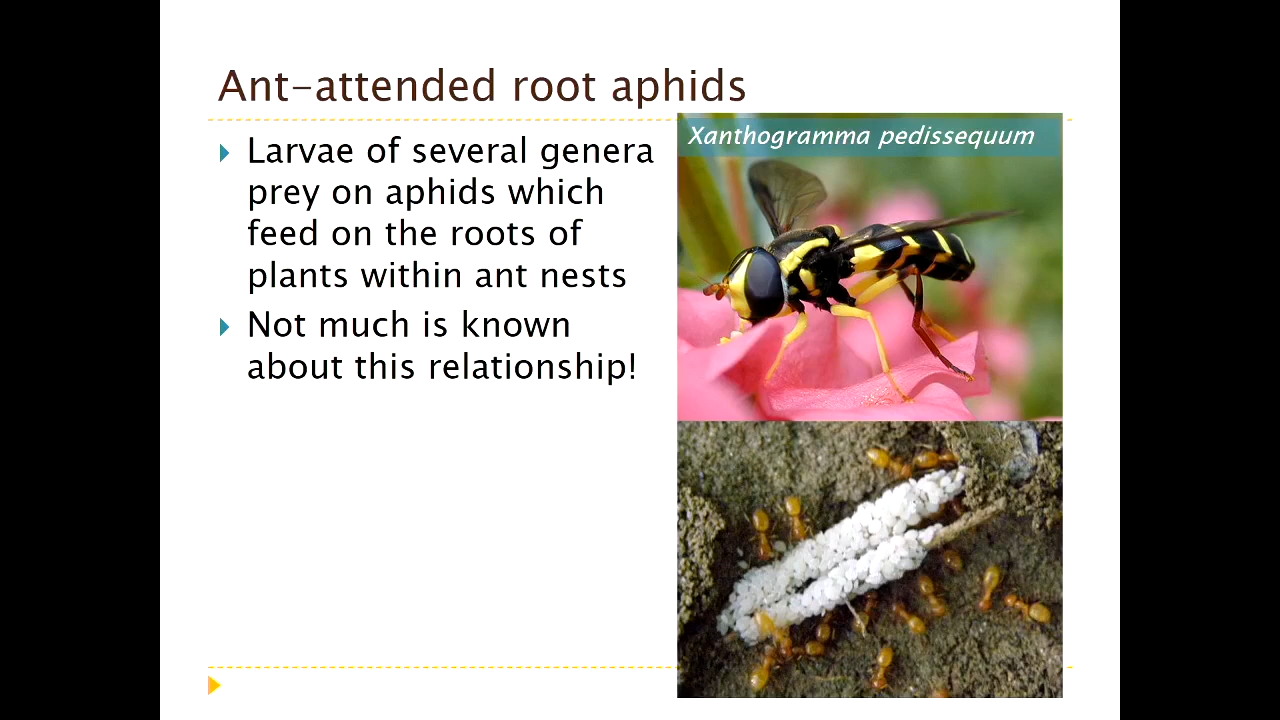 Ant-attended root aphids
Larvae of several genera
prey on aphids which
feed on the roots of
plants within ant nests
Not much is known
about this relationship!
Xanthogramma pedissequum